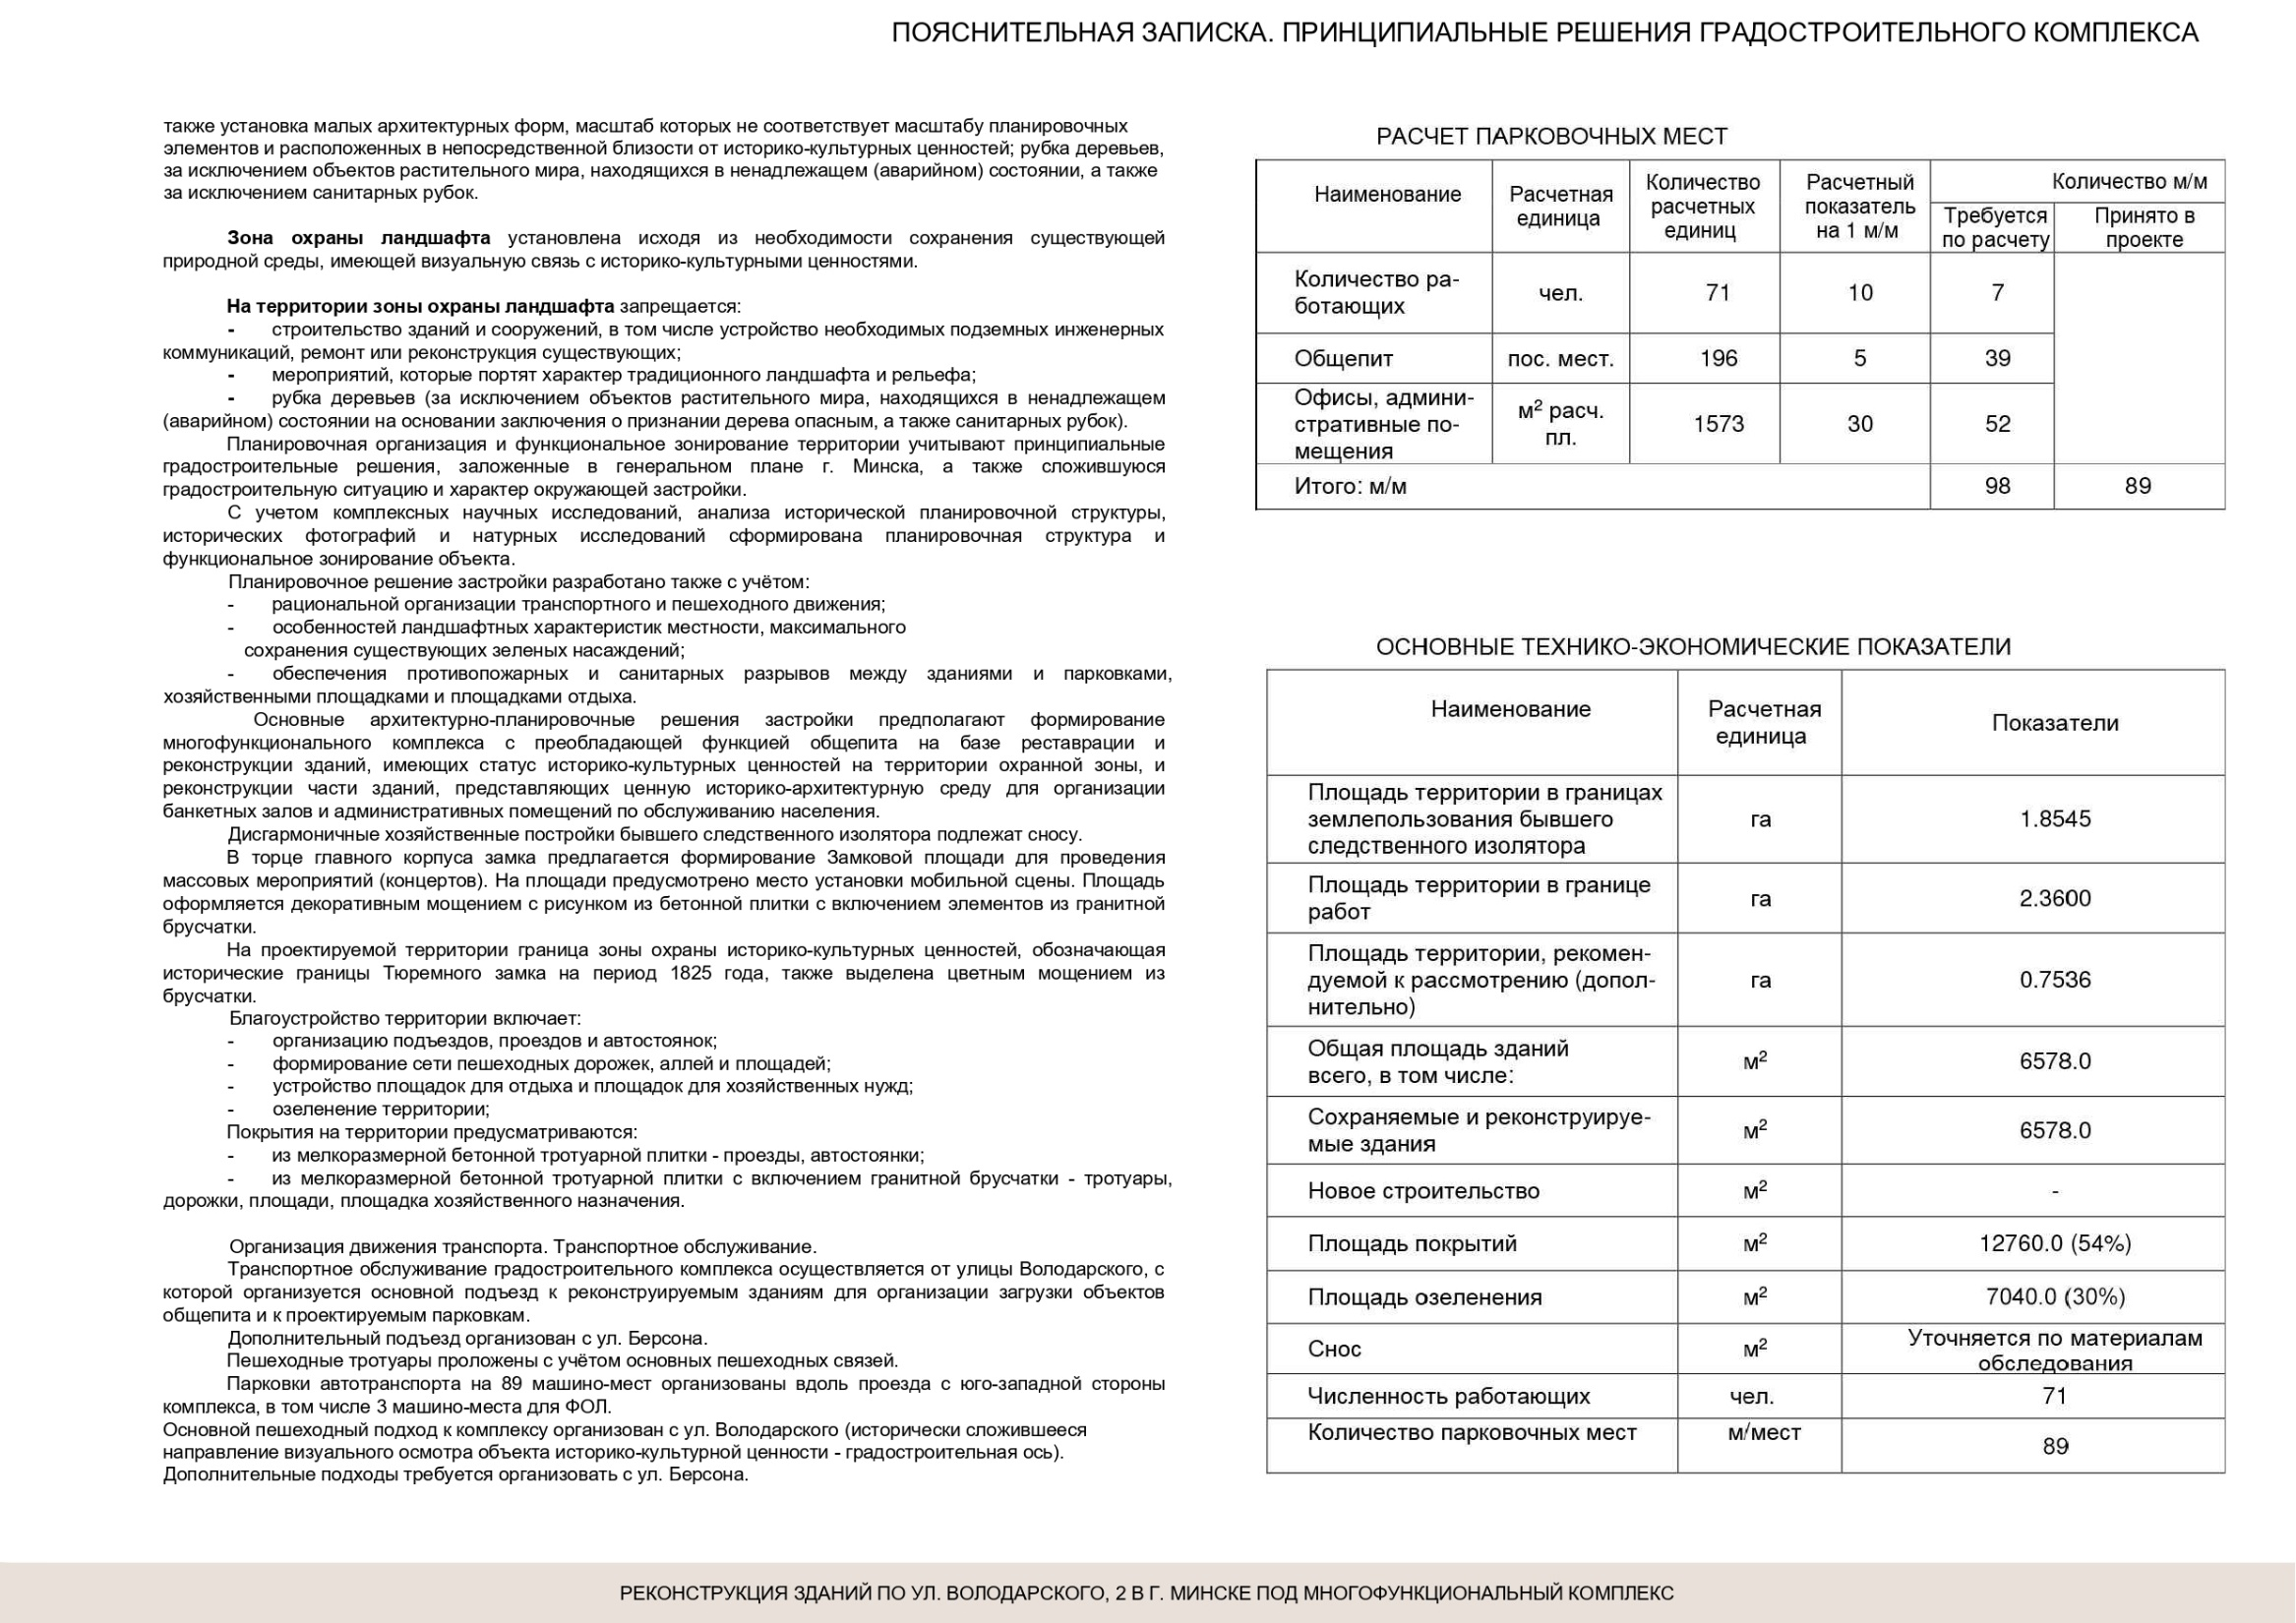 ПОЯСНИТЕЛЬНАЯ ЗАПИСКА. ПРИНЦИПИАЛЬНЫЕ РЕШЕНИЯ ГРАДОСТРОИТЕЛЬНОГО КОМПЛЕКСА
также установка малых архитектурных форм, масштаб которых не соответствует масштабу планировочных
элементов и расположенных в непосредственной близости от историко-культурных ценностей; рубка деревьев,
за исключением объектов растительного мира, находящихся в ненадлежащем (аварийном) состоянии, а также
за исключением санитарных рубок.
Зона охраны ландшафта установлена исходя из необходимости сохранения существующей
природной среды, имеющей визуальную связь с историко-культурными ценностями.
На территории зоны охраны ландшафта запрещается:
- строительство зданий и сооружений, в том числе устройство необходимых подземных инженерных
коммуникаций, ремонт или реконструкция существующих;
- мероприятий, которые портят характер традиционного ландшафта и рельефа;
- рубка деревьев (за исключением объектов растительного мира, находящихся в ненадлежащем
(аварийном) состоянии на основании заключения о признании дерева опасным, а также санитарных рубок).
Планировочная организация и функциональное зонирование территории учитывают принципиальные
градостроительные решения, заложенные в генеральном плане г. Минска, а также сложившуюся
градостроительную ситуацию и характер окружающей застройки.
С учетом комплексных научных исследований, анализа исторической планировочной структуры,
исторических фотографий и натурных исследований сформирована планировочная структура и
функциональное зонирование объекта.
Планировочное решение застройки разработано также с учётом:
- рациональной организации транспортного и пешеходного движения;
- особенностей ландшафтных характеристик местности, максимального
сохранения существующих зеленых насаждений;
- обеспечения противопожарных и санитарных разрывов между зданиями и парковками,
хозяйственными площадками и площадками отдыха.
Основные архитектурно-планировочные решения застройки предполагают формирование
многофункционального комплекса с преобладающей функцией общепита на базе реставрации и
реконструкции зданий, имеющих статус историко-культурных ценностей на территории охранной зоны, и
реконструкции части зданий, представляющих ценную историко-архитектурную среду для организации
банкетных залов и административных помещений по обслуживанию населения.
Дисгармоничные хозяйственные постройки бывшего следственного изолятора подлежат сносу.
В торце главного корпуса замка предлагается формирование Замковой площади для проведения
массовых мероприятий (концертов). На площади предусмотрено место установки мобильной сцены. Площадь
оформляется декоративным мощением с рисунком из бетонной плитки с включением элементов из гранитной
брусчатки.
На проектируемой территории граница зоны охраны историко-культурных ценностей, обозначающая
исторические границы Тюремного замка на период 1825 года, также выделена цветным мощением из
брусчатки.
Благоустройство территории включает:
- организацию подъездов, проездов и автостоянок;
- формирование сети пешеходных дорожек, аллей и площадей;
- устройство площадок для отдыха и площадок для хозяйственных нужд;
- озеленение территории;
Покрытия на территории предусматриваются:
- из мелкоразмерной бетонной тротуарной плитки - проезды, автостоянки;
- из мелкоразмерной бетонной тротуарной плитки с включением гранитной брусчатки - тротуары,
дорожки, площади, площадка хозяйственного назначения.
Организация движения транспорта. Транспортное обслуживание.
Транспортное обслуживание градостроительного комплекса осуществляется от улицы Володарского, с
которой организуется основной подъезд к реконструируемым зданиям для организации загрузки объектов
общепита и к проектируемым парковкам.
Дополнительный подъезд организован с ул. Берсона.
Пешеходные тротуары проложены с учётом основных пешеходных связей.
Парковки автотранспорта на 89 машино-мест организованы вдоль проезда с юго-западной стороны
комплекса, в том числе 3 машино-места для ФОЛ.
Основной пешеходный подход к комплексу организован с ул. Володарского (исторически сложившееся
направление визуального осмотра объекта историко-культурной ценности - градостроительная ось).
Дополнительные подходы требуется организовать с ул. Берсона.
РАСЧЕТ ПАРКОВОЧНЫХ МЕСТ
Наименование
Расчетная
единица
Количество
расчетных
единиц
Расчетный
показатель
на 1 м/м
Количество м/м
Требуется
по расчету
Принято в
проекте
Количество ра-
ботающих
чел. 71 10 7
Общепит пос. мест. 196 5 39
Офисы, админи-
стративные по-
мещения
м² расч.
пл.
1573 30 52
Итого: м/м 98 89
ОСНОВНЫЕ ТЕХНИКО-ЭКОНОМИЧЕСКИЕ ПОКАЗАТЕЛИ
Наименование
Расчетная
единица
Показатели
Площадь территории в границах
землепользования бывшего
следственного изолятора
га 1.8545
Площадь территории в границе
работ
га 2.3600
Площадь территории, рекомен-
дуемой к рассмотрению (допол-
нительно)
га 0.7536
Общая площадь зданий
всего, в том числе:
м² 6578.0
Сохраняемые и реконструируе-
мые здания
м² 6578.0
Новое строительство м² -
Площадь покрытий м² 12760.0 (54%)
Площадь озеленения м² 7040.0 (30%)
Снос м² Уточняется по материалам
обследования
Численность работающих чел. 71
Количество парковочных мест м/мест 89
РЕКОНСТРУКЦИЯ ЗДАНИЙ ПО УЛ. ВОЛОДАРСКОГО, 2 В Г. МИНСКЕ ПОД МНОГОФУНКЦИОНАЛЬНЫЙ КОМПЛЕКС